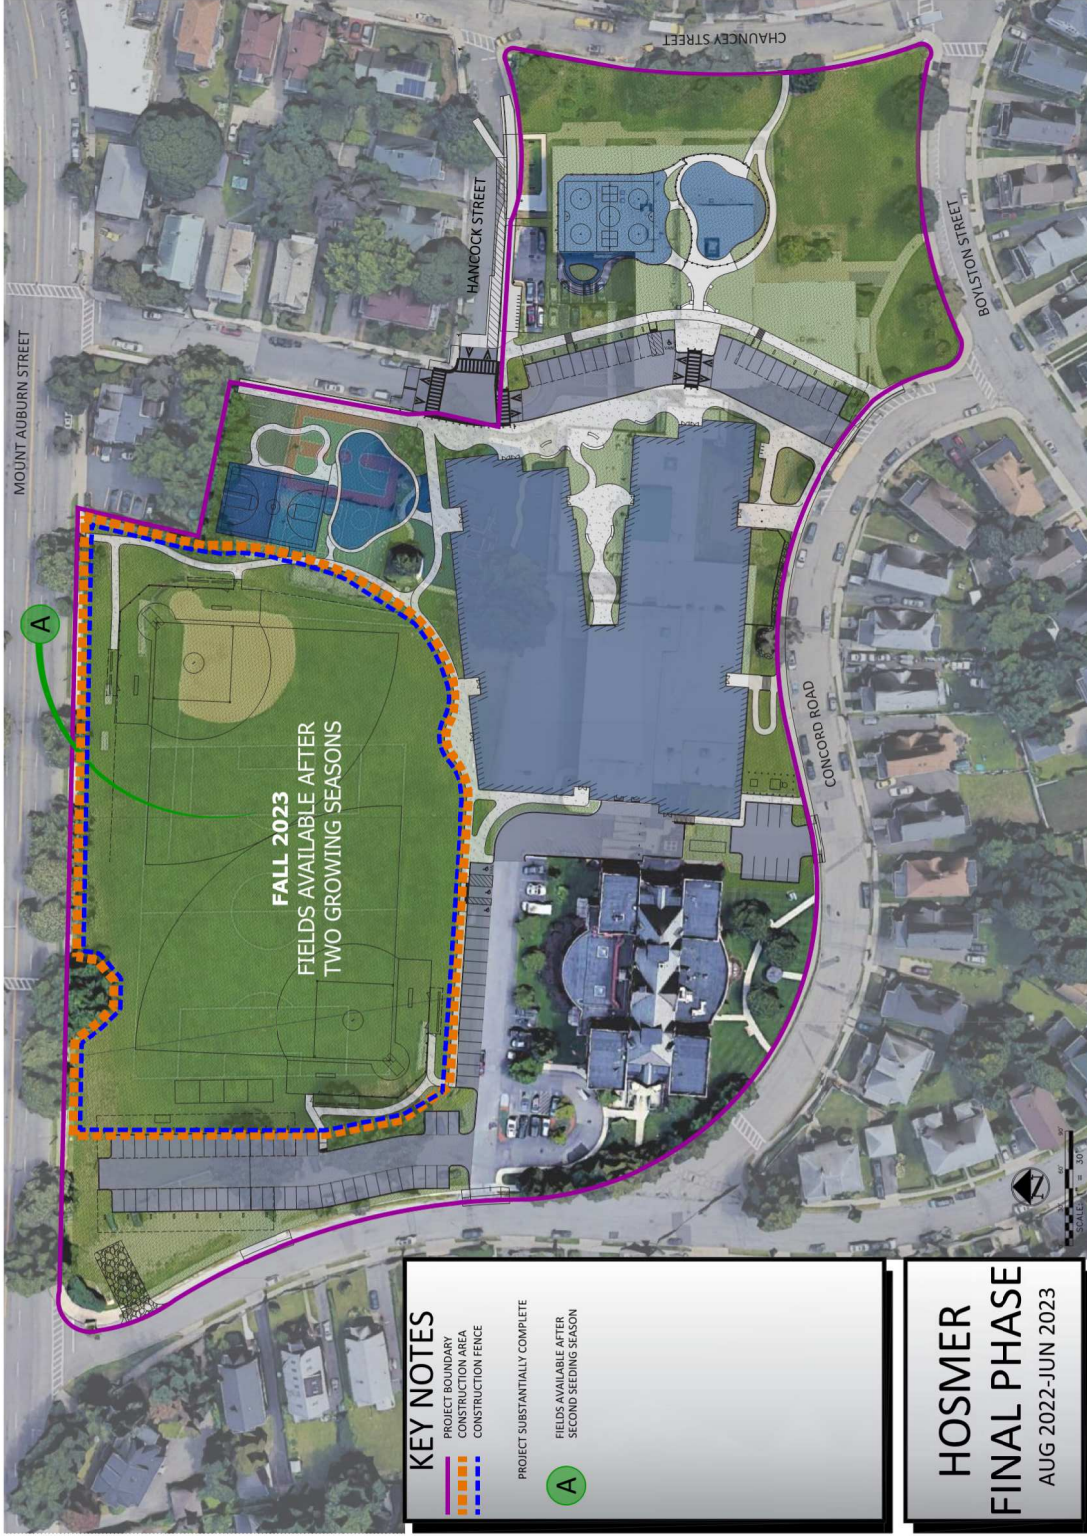 MOUNT AUBURN STREET
CHAUNCEY STREET
HANCOCK STREET
BOYLSTON STREET
CONCORD ROAD
A
FALL 2023
FIELDS AVAILABLE AFTER
TWO GROWING SEASONS
KEY NOTES
PROJECT BOUNDARY
CONSTRUCTION AREA
CONSTRUCTION FENCE
PROJECT SUBSTANTIALLY COMPLETE
A
FIELDS AVAILABLE AFTER
SECOND SEEDING SEASON
N
HOSMER
FINAL PHASE
AUG 2022-JUN 2023